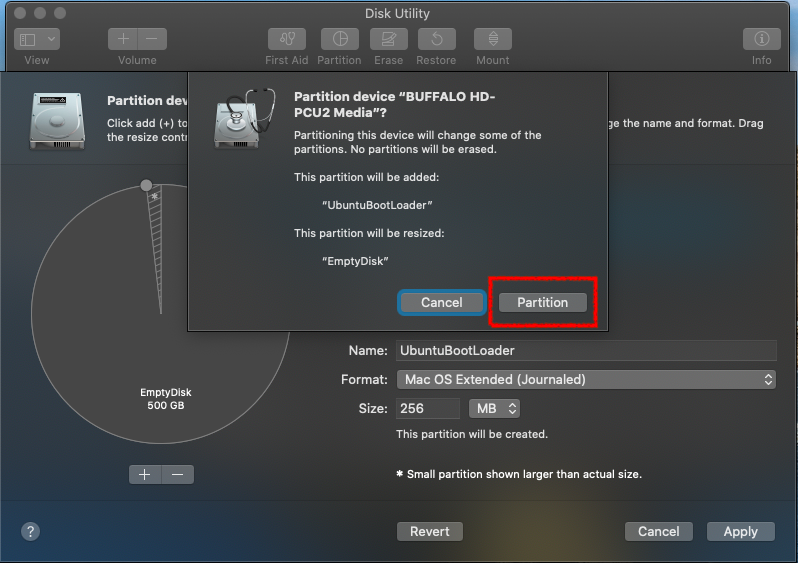 Disk Utility
View
Volume
First Aid
Partition
Erase
Restore
Mount
Info
Partition dev
Click add (+) to
the resize contr
ge the name and format. Drag
Partition device “BUFFALO HD-
PCU2 Media”?
Partitioning this device will change some of the
partitions. No partitions will be erased.
This partition will be added:
“UbuntuBootLoader”
This partition will be resized:
“EmptyDisk”
Cancel
Partition
*
EmptyDisk
500 GB
+ −
Name: UbuntuBootLoader
Format: Mac OS Extended (Journaled)
Size: 256 MB
This partition will be created.
* Small partition shown larger than actual size.
?
Revert
Cancel
Apply